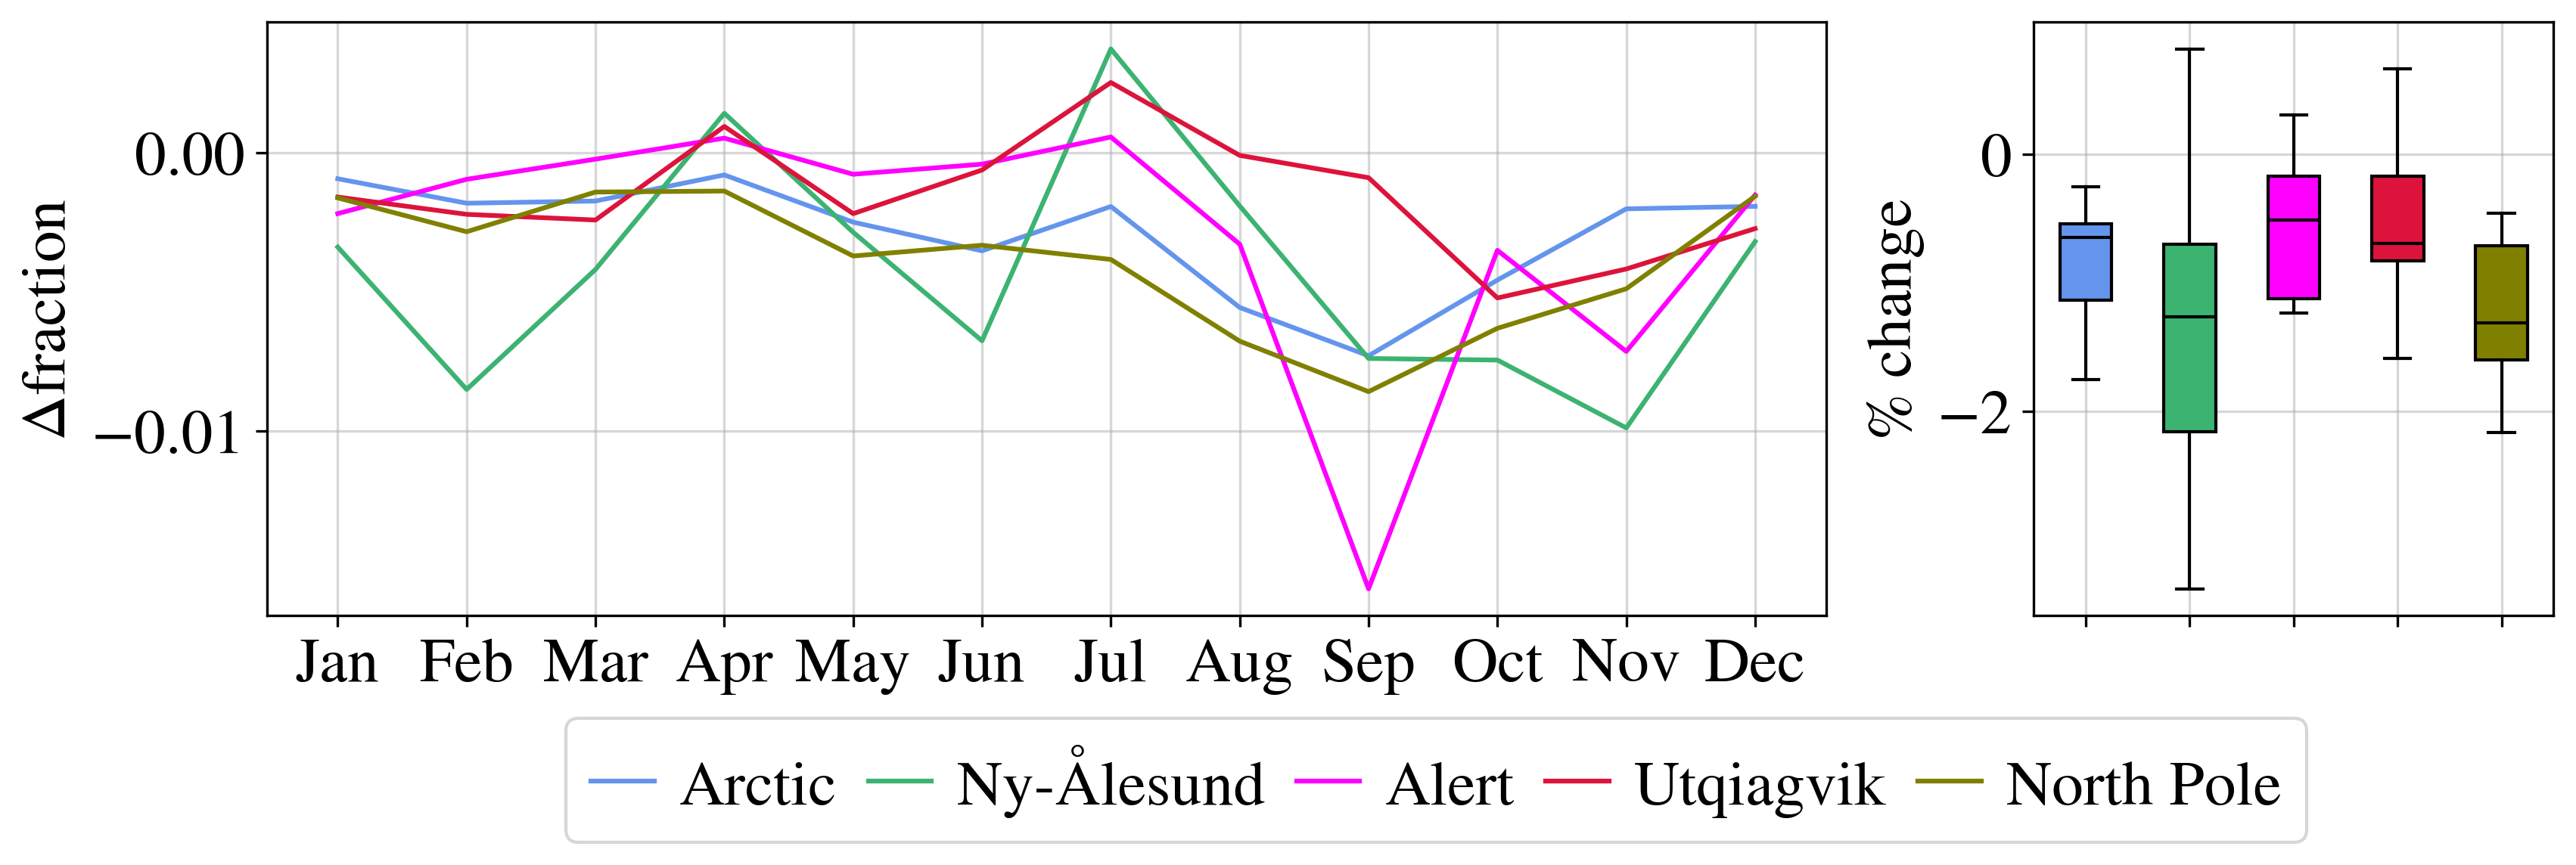 Δfraction
0.00
−0.01
Jan Feb Mar Apr May Jun Jul Aug Sep Oct Nov Dec
% change
0
−2
Arctic Ny-Ålesund Alert Utqiagvik North Pole